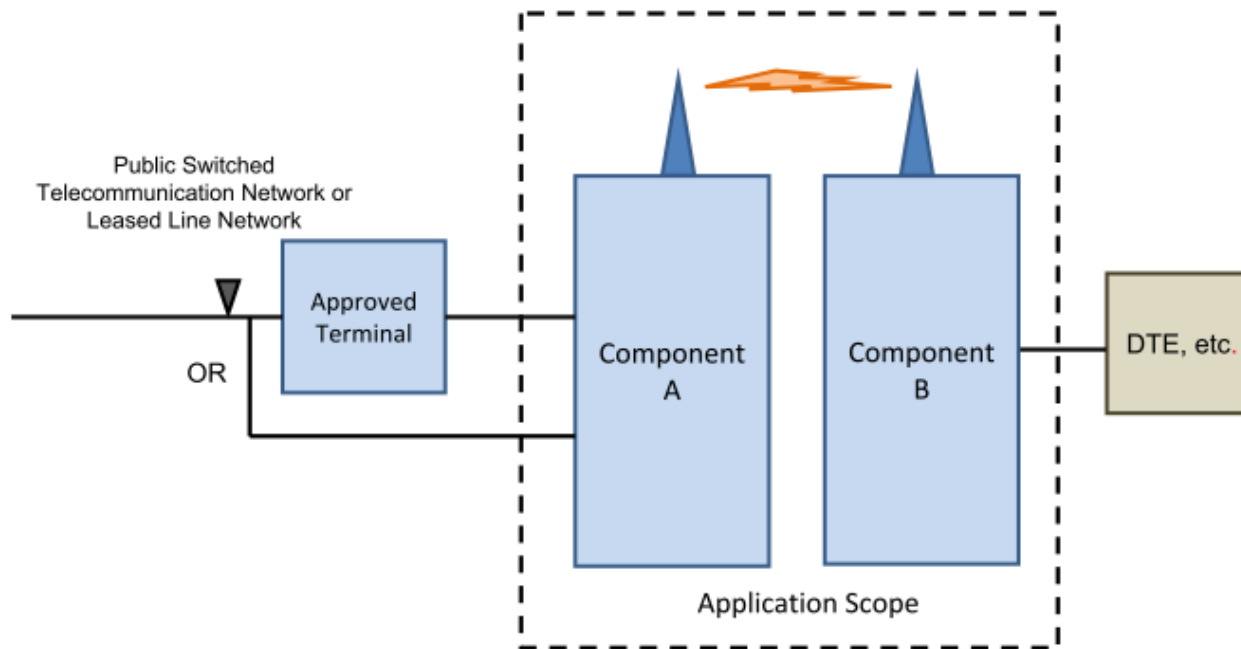 Public Switched
Telecommunication Network or
Leased Line Network
Approved
Terminal
OR
Component
A
Component
B
DTE, etc.
Application Scope